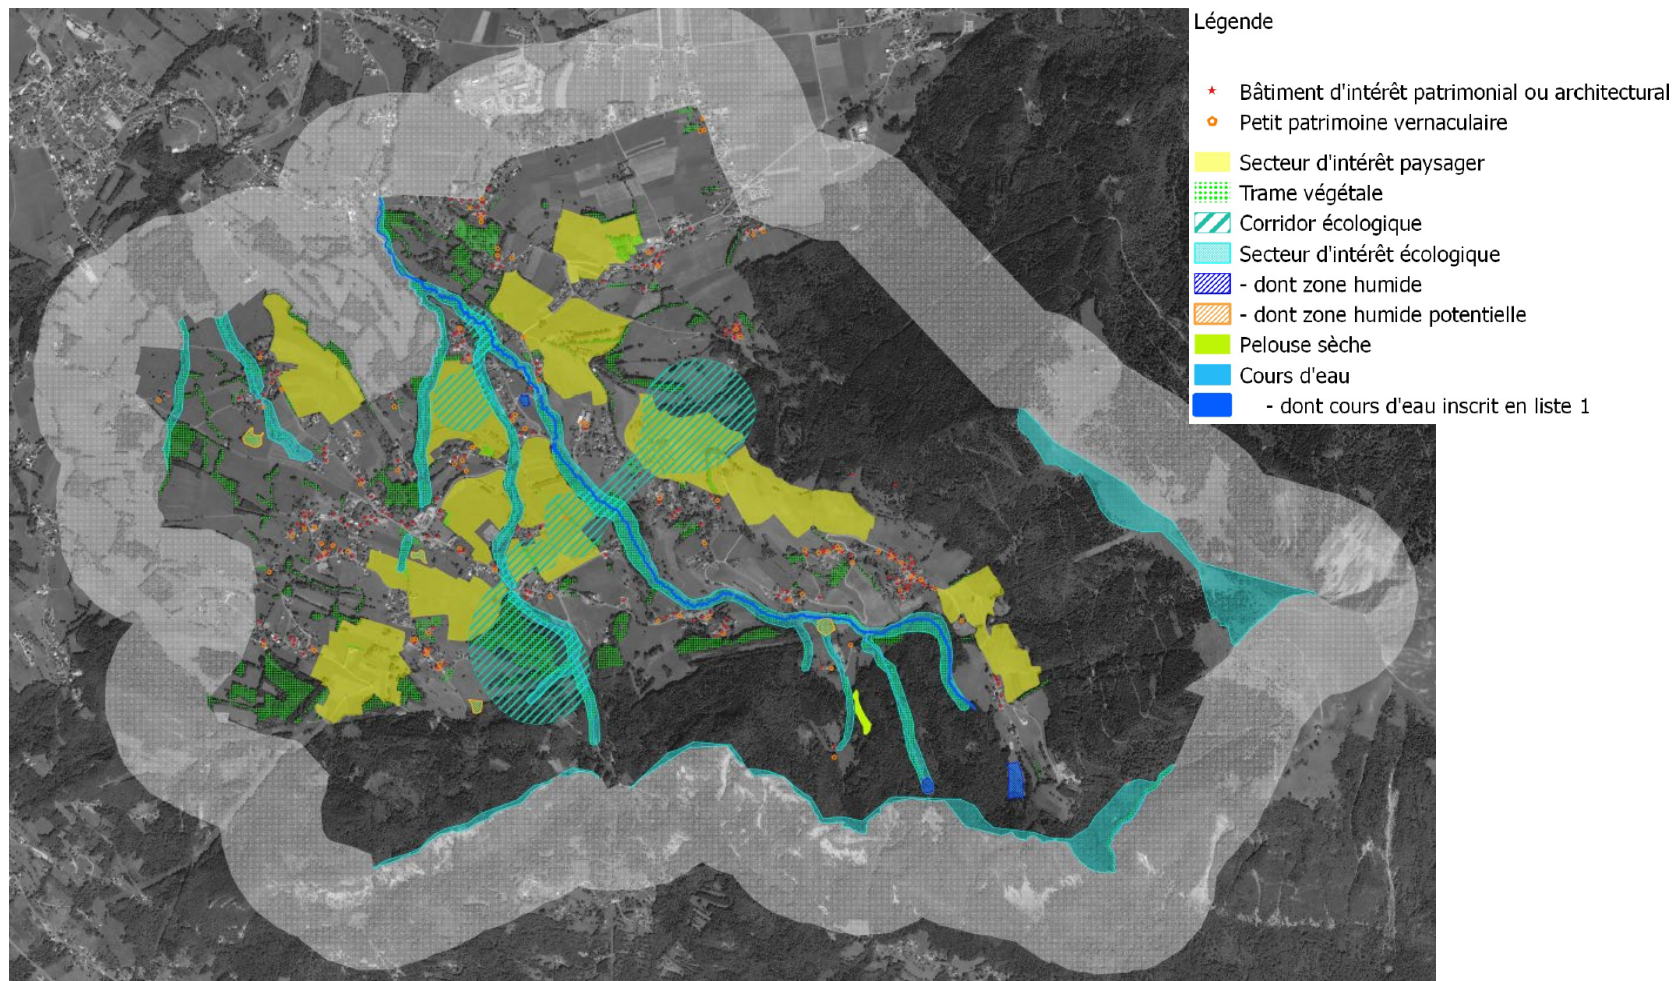 Légende
Bâtiment d'intérêt patrimonial ou architectural
Petit patrimoine vernaculaire
Secteur d'intérêt paysager
Trame végétale
Corridor écologique
Secteur d'intérêt écologique
- dont zone humide
- dont zone humide potentielle
Pelouse sèche
Cours d'eau
- dont cours d'eau inscrit en liste 1